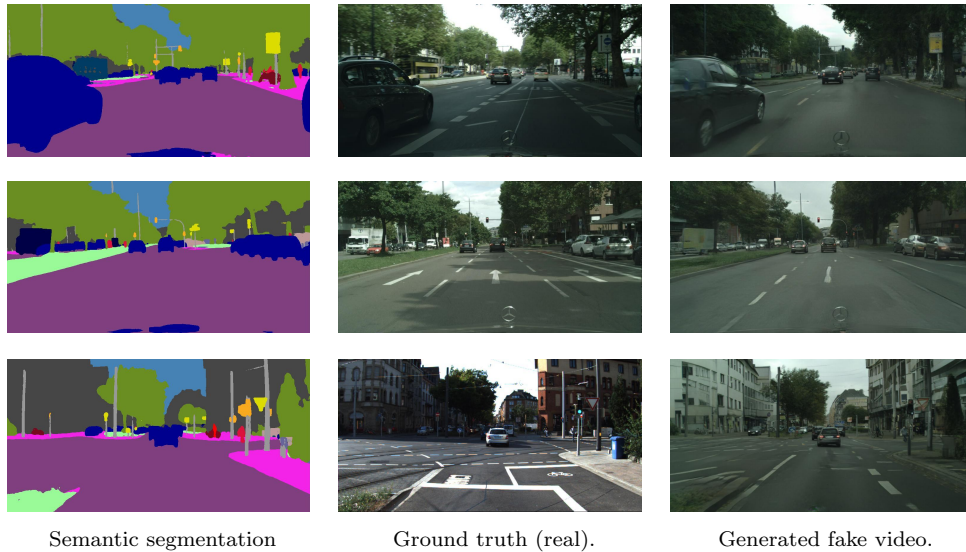 Semantic segmentation
Ground truth (real).
Generated fake video.